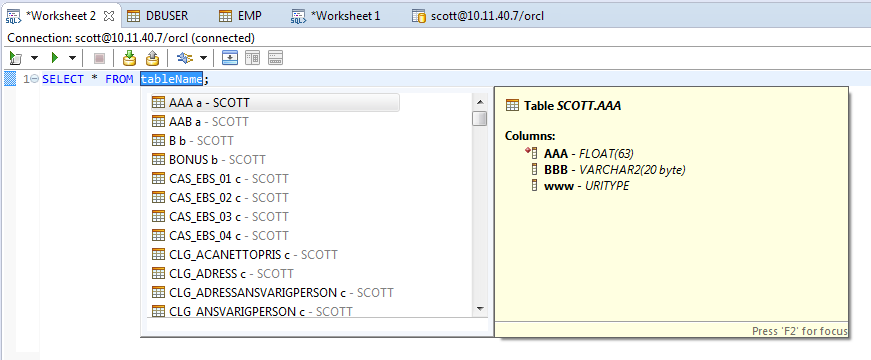 *Worksheet 2 DBUSER EMP *Worksheet 1 scott@10.11.40.7/orcl
Connection: scott@10.11.40.7/orcl (connected)
1 SELECT * FROM tableName;
AAA a - SCOTT
AAB a - SCOTT
B b - SCOTT
BONUS b - SCOTT
CAS_EBS_01 c - SCOTT
CAS_EBS_02 c - SCOTT
CAS_EBS_03 c - SCOTT
CAS_EBS_04 c - SCOTT
CLG_ACANETTOPRIS c - SCOTT
CLG_ADRESS c - SCOTT
CLG_ADRESSANSVARIGPERSON c - SCOTT
CLG_ANSVARIGPERSON c - SCOTT
Table SCOTT.AAA
Columns:
AAA - FLOAT(63)
BBB - VARCHAR2(20 byte)
www - URITYPE
Press 'F2' for focus